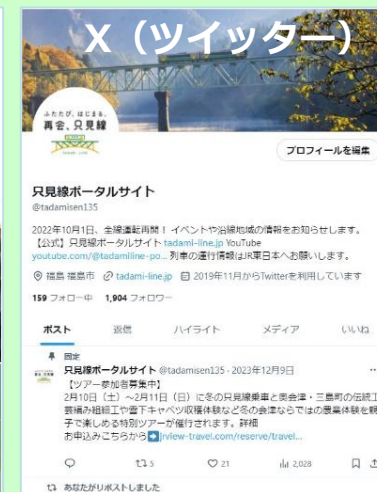 X（ツイッター）
ふたたび、はじまる。
再会、只見線
プロフィールを編集
只見線ポータルサイト
@tadamisen135
2022年10月1日、全線運転再開！ イベントや沿線地域の情報をお知らせします。
【公式】只見線ポータルサイト tadami-line.jp YouTube
youtube.com/@tadamiline-po... 列車の運行情報はJR東日本へお願いします。
福島 福島市 tadami-line.jp 2019年11月からTwitterを利用しています
159 フォロー中 1,904 フォロワー
ポスト 返信 ハイライト メディア いいね
固定
只見線ポータルサイト @tadamisen135 · 2023年12月9日 …
【ツアー参加者募集中】
2月10日（土）～2月11日（日）に冬の只見線乗車と奥会津・三島町の伝統工
芸編み組細工や雪下キャベツ収穫体験など冬の会津ならではの農業体験を親
子で楽しめる特別ツアーが催行されます。詳細
お申込みこちらから jrview-travel.com/reserve/travel...
5 21 2,028
あなたがリポストしました